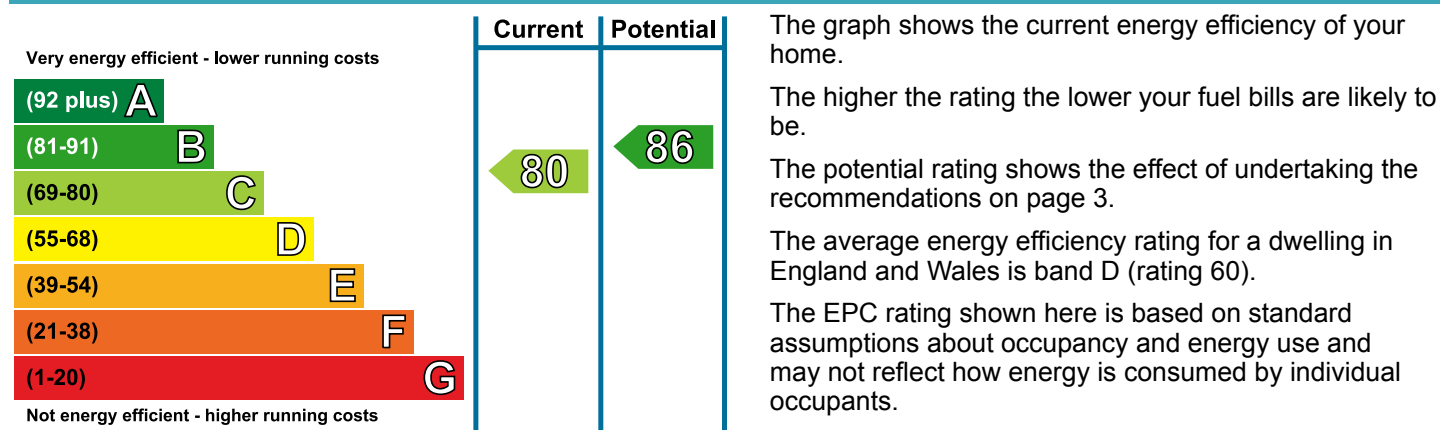 Current Potential
Very energy efficient - lower running costs
(92 plus) A
(81-91) B
(69-80) C
(55-68) D
(39-54) E
(21-38) F
(1-20) G
Not energy efficient - higher running costs
80
86
The graph shows the current energy efficiency of your
home.
The higher the rating the lower your fuel bills are likely to
be.
The potential rating shows the effect of undertaking the
recommendations on page 3.
The average energy efficiency rating for a dwelling in
England and Wales is band D (rating 60).
The EPC rating shown here is based on standard
assumptions about occupancy and energy use and
may not reflect how energy is consumed by individual
occupants.